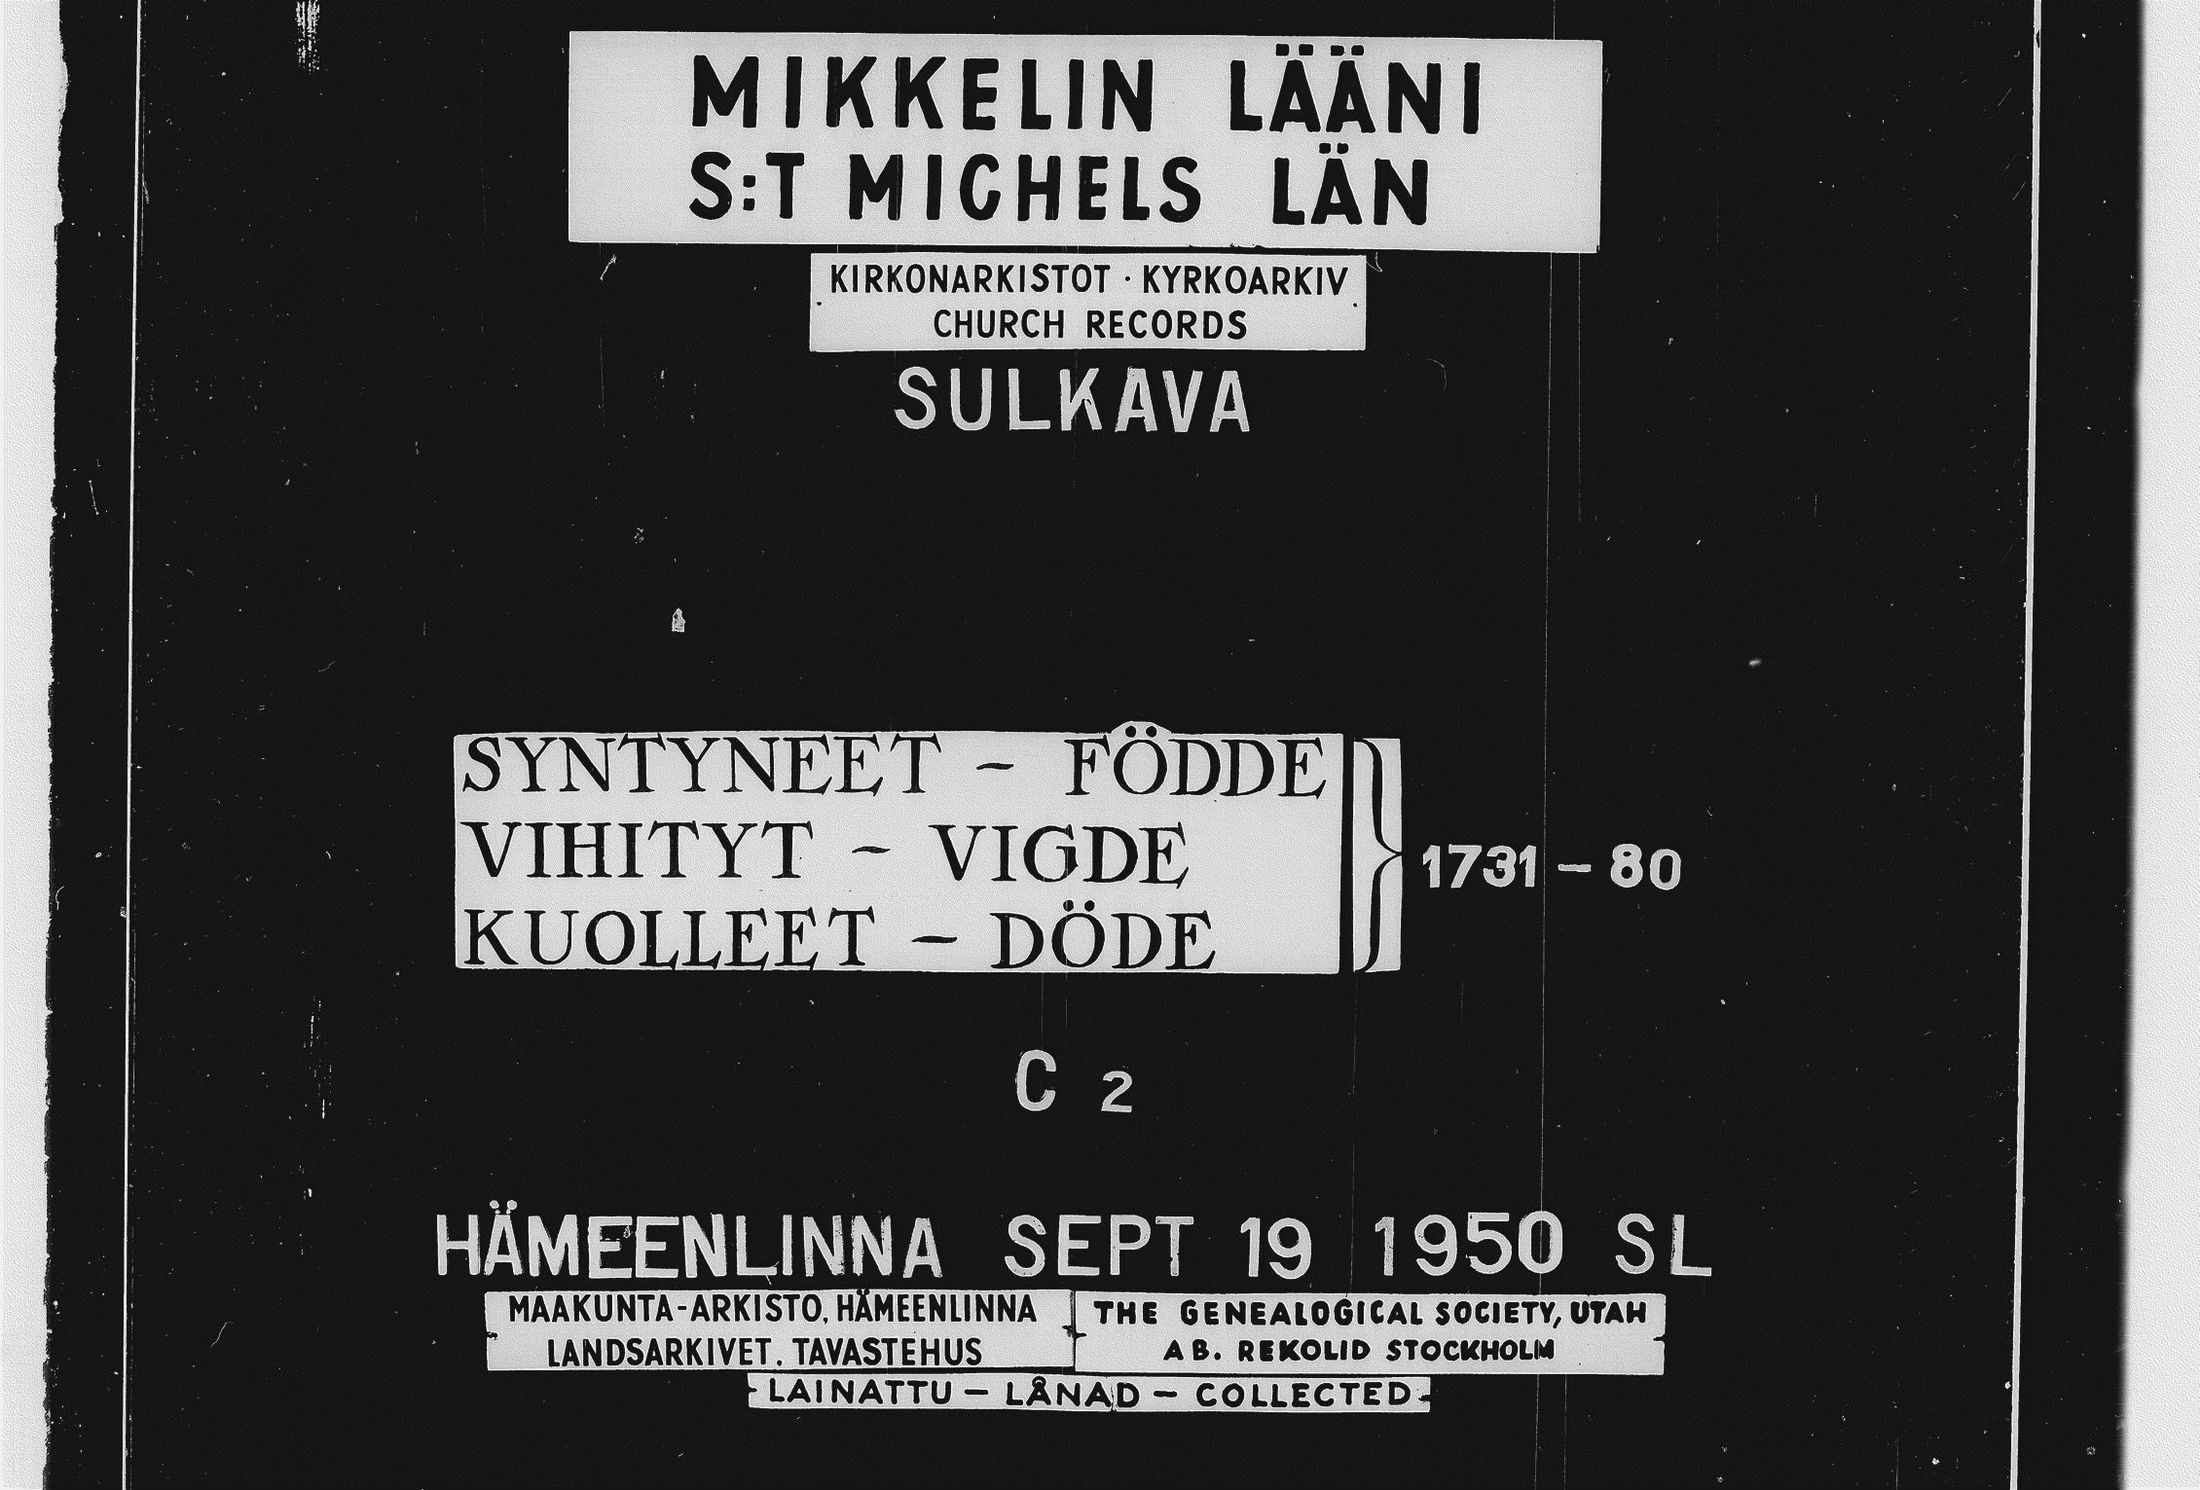 MIKKELIN LÄÄNI
S:T MICHELS LÄN
KIRKONARKISTOT · KYRKOARKIV
CHURCH RECORDS
SULKAVA
SYNTYNEET – FÖDDE
VIHITYT – VIGDE
KUOLLEET – DÖDE
1731 – 80
C 2
HÄMEENLINNA SEPT 19 1950 SL
MAAKUNTA-ARKISTO, HÄMEENLINNA
LANDSARKIVET, TAVASTEHUS
THE GENEALOGICAL SOCIETY, UTAH
AB. REKOLID STOCKHOLM
LAINATTU – LÅNAD – COLLECTED